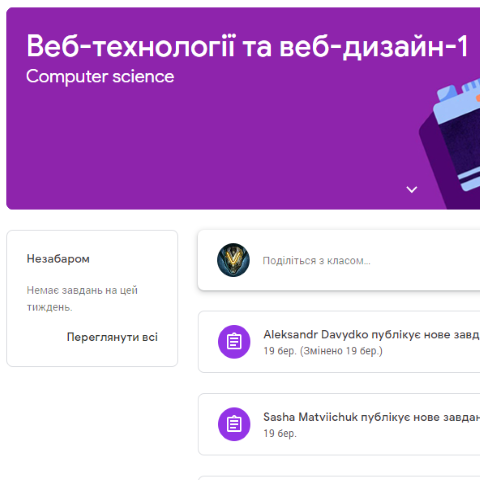 Веб-технології та веб-дизайн-1
Computer science
Незабаром
Немає завдань на цей
тиждень.
Переглянути всі
Поділіться з класом...
Aleksandr Davydko публікує нове завд
19 бер. (Змінено 19 бер.)
Sasha Matviichuk публікує нове завдан
19 бер.